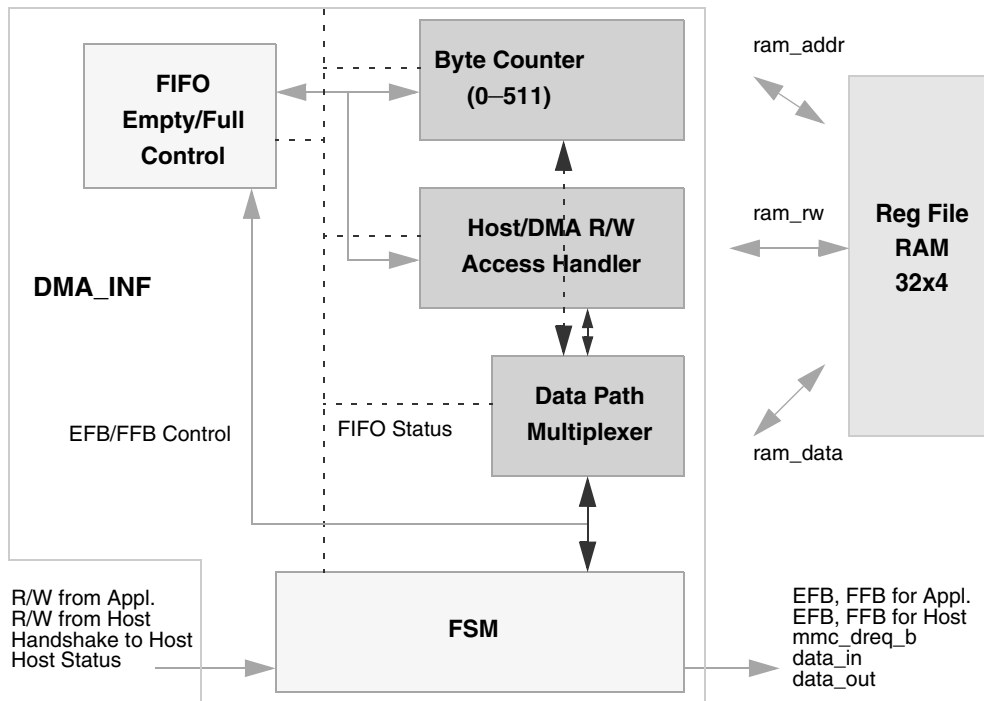 FIFO
Empty/Full
Control
Byte Counter
(0–511)
ram_addr
Host/DMA R/W
Access Handler
ram_rw
Reg File
RAM
32x4
DMA_INF
Data Path
Multiplexer
EFB/FFB Control
FIFO Status
ram_data
R/W from Appl.
R/W from Host
Handshake to Host
Host Status
FSM
EFB, FFB for Appl.
EFB, FFB for Host
mmc_dreq_b
data_in
data_out